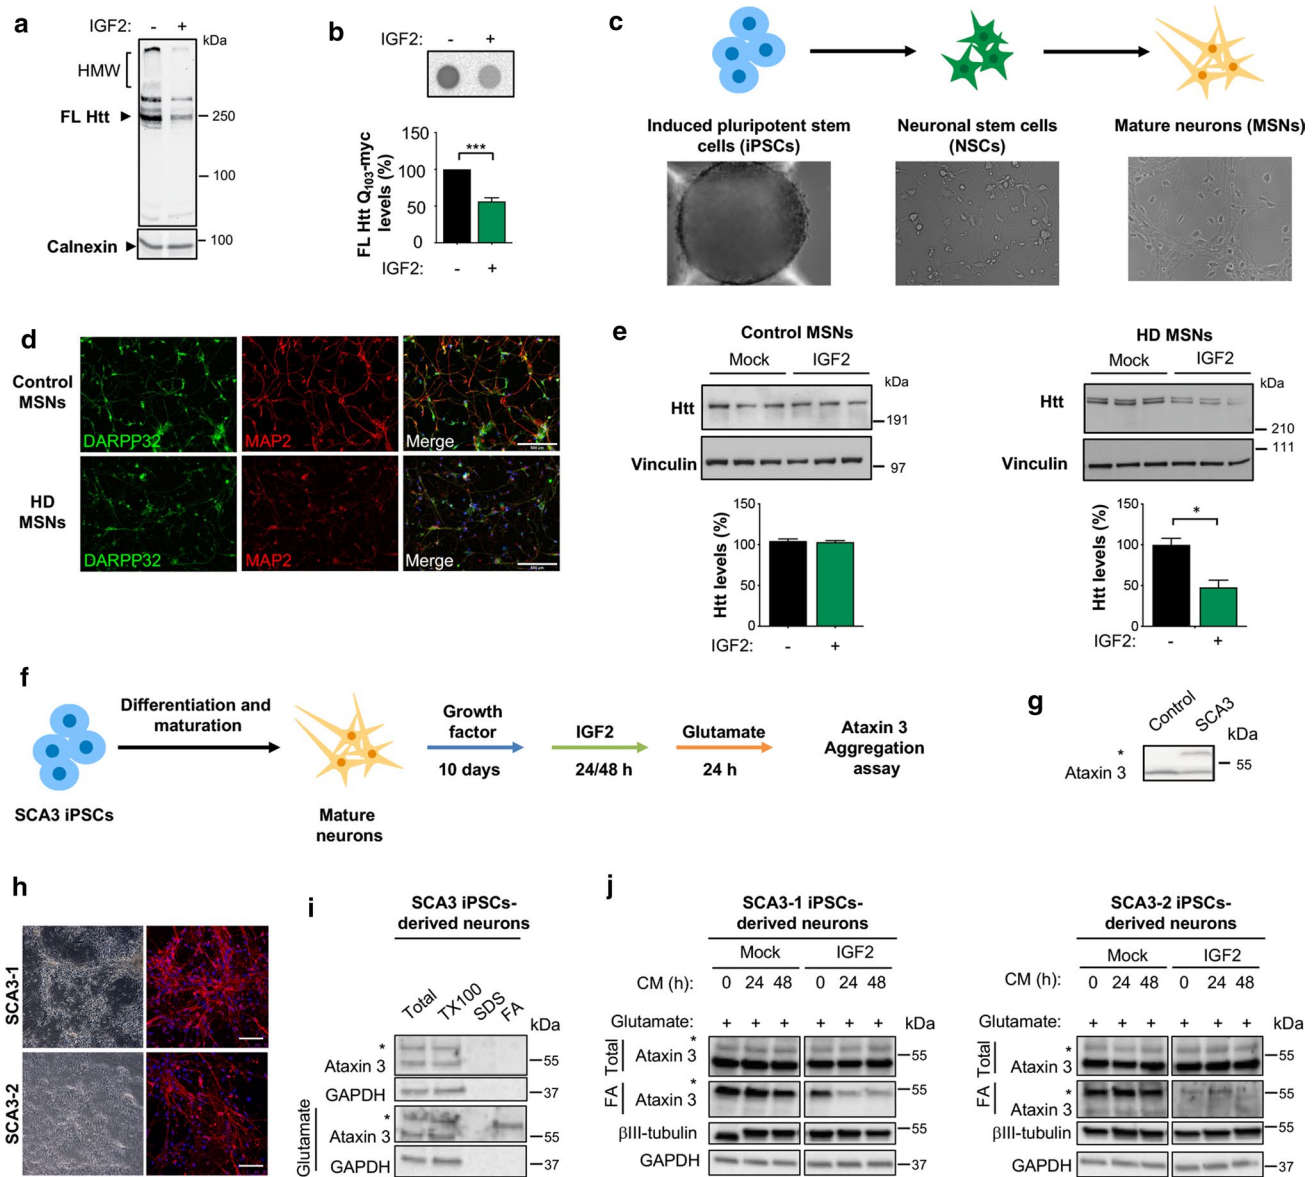 a
IGF2: - +
kDa
HMW
FL Htt
250
100
Calnexin
100
b
IGF2: - +
FL Htt Q103-myc
levels (%)
150
100
50
0
***
IGF2: - +
c
Induced pluripotent stem
cells (iPSCs)
Neuronal stem cells
(NSCs)
Mature neurons (MSNs)
d
Control
MSNs
DARPP32
MAP2
Merge
500 µm
HD
MSNs
DARPP32
MAP2
Merge
500 µm
e
Control MSNs
Mock
IGF2
kDa
Htt
191
Vinculin
97
Htt levels (%)
150
100
50
0
IGF2: - +
HD MSNs
Mock
IGF2
kDa
Htt
210
111
Vinculin
Htt levels (%)
150
100
50
0
*
IGF2: - +
f
SCA3 iPSCs
Differentiation and
maturation
Mature
neurons
Growth
factor
10 days
IGF2
24/48 h
Glutamate
24 h
Ataxin 3
Aggregation
assay
g
Control
SCA3
kDa
*
55
Ataxin 3
h
SCA3-1
SCA3-2
i
SCA3 iPSCs-
derived neurons
Total
TX100
SDS
FA
kDa
*
Ataxin 3
55
GAPDH
37
Glutamate
*
Ataxin 3
55
GAPDH
37
j
SCA3-1 iPSCs-
derived neurons
Mock
IGF2
CM (h): 0 24 48 0 24 48
Glutamate: + + + + + + kDa
Total
*
Ataxin 3
55
FA
*
Ataxin 3
55
βIII-tubulin
55
GAPDH
37
SCA3-2 iPSCs-
derived neurons
Mock
IGF2
CM (h): 0 24 48 0 24 48
Glutamate: + + + + + + kDa
Total
*
Ataxin 3
55
FA
*
Ataxin 3
55
βIII-tubulin
55
GAPDH
37